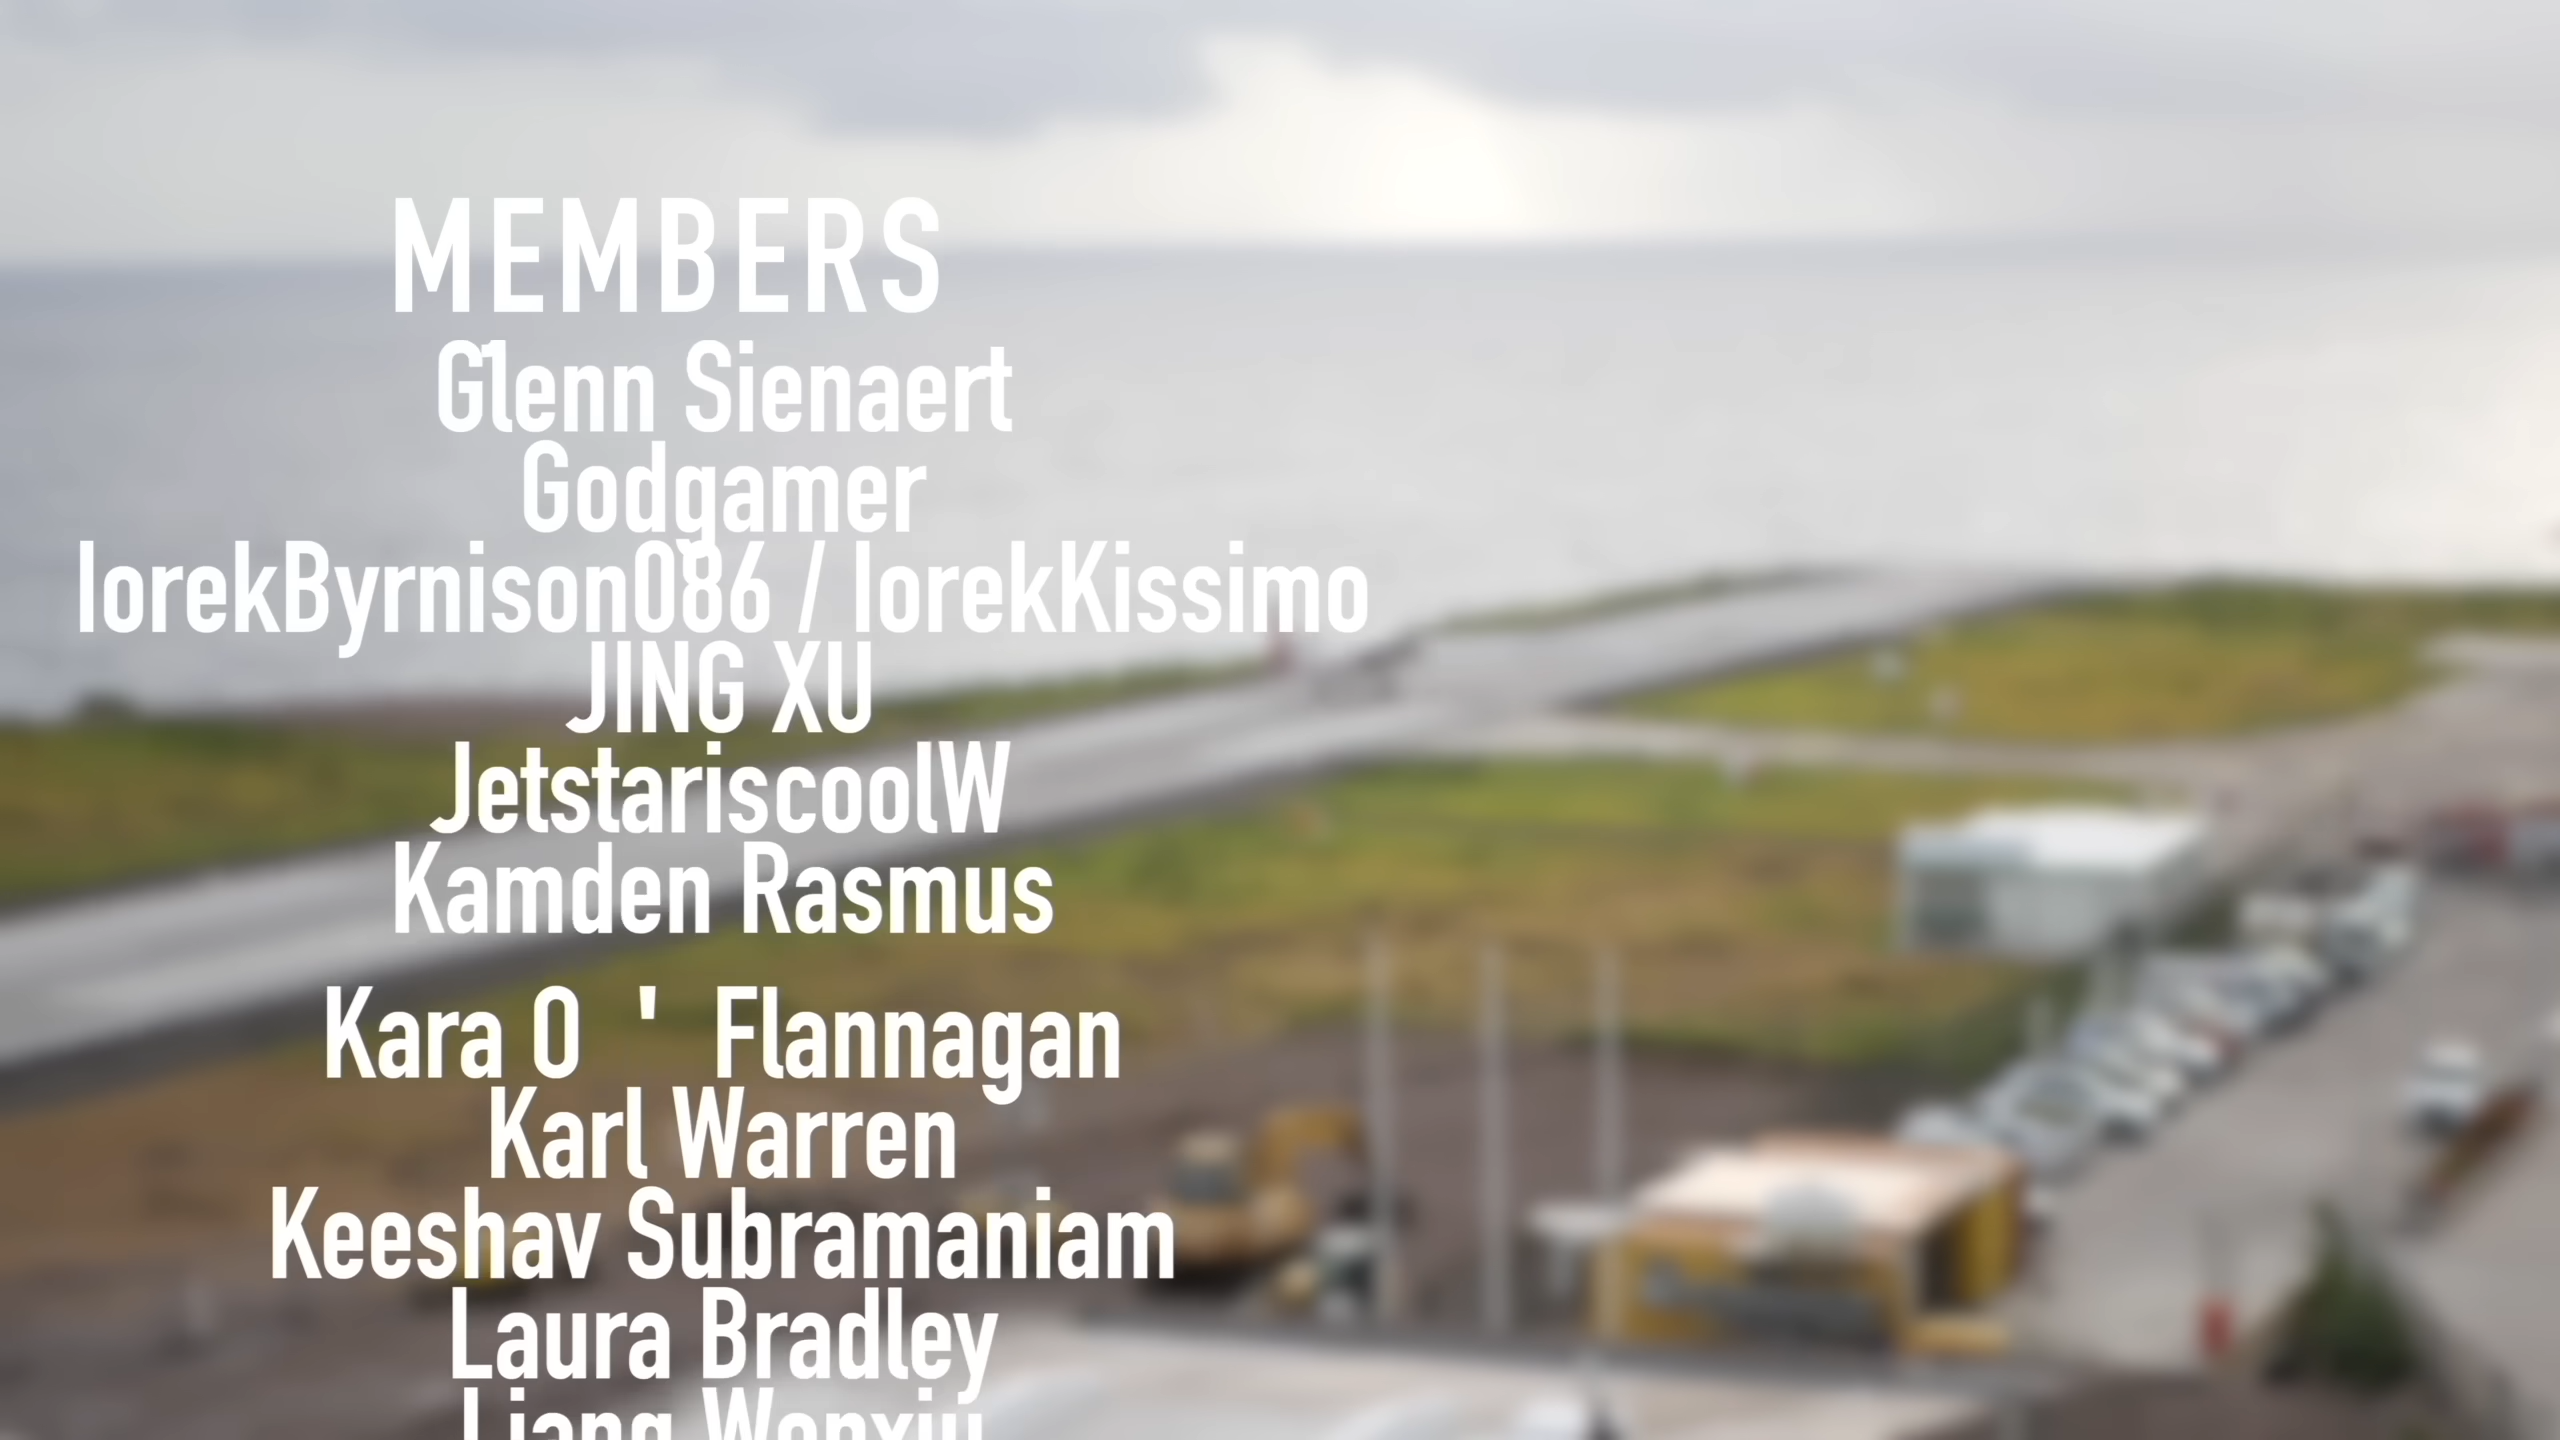 MEMBERS
Glenn Sienaert
Godgamer
IorekByrnison086 / IorekKissimo
JING XU
JetstariscoolW
Kamden Rasmus
Kara O ' Flannagan
Karl Warren
Keeshav Subramaniam
Laura Bradley